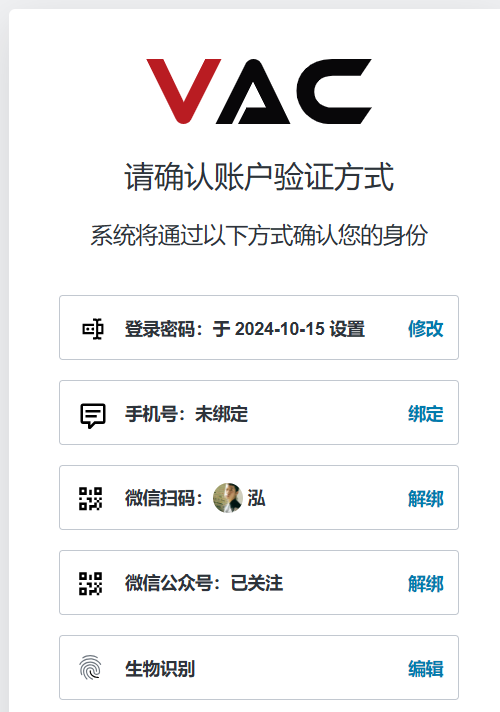 VAC
请确认账户验证方式
系统将通过以下方式确认您的身份
登录密码：于 2024-10-15 设置 修改
手机号：未绑定 绑定
微信扫码： 泓 解绑
微信公众号：已关注 解绑
生物识别 编辑